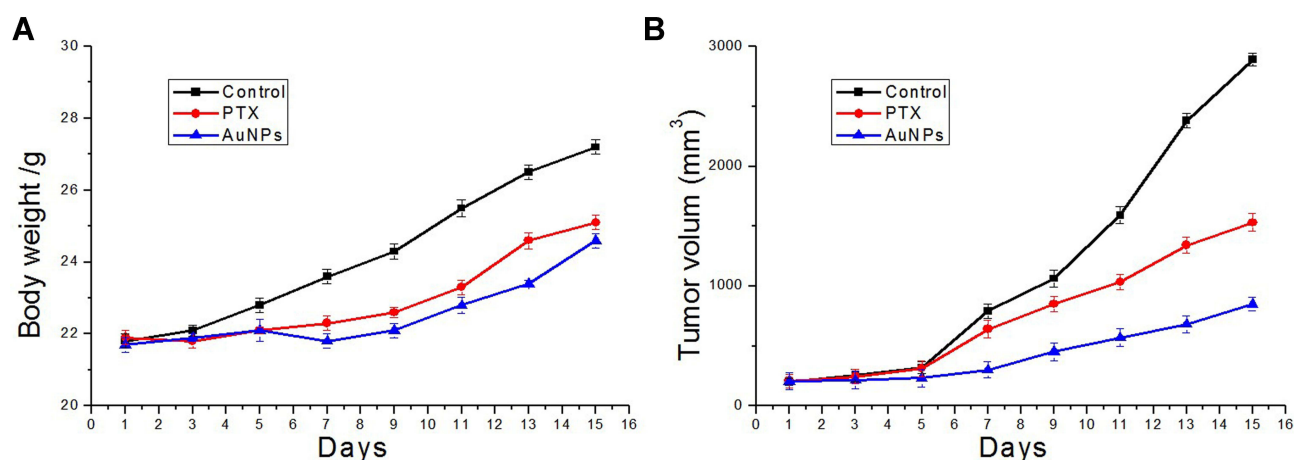 A
30
28
26
24
22
20
Body weight /g
Control
PTX
AuNPs
0 1 2 3 4 5 6 7 8 9 10 11 12 13 14 15 16
Days
B
3000
2000
1000
0
Tumor volum (mm³)
Control
PTX
AuNPs
0 1 2 3 4 5 6 7 8 9 10 11 12 13 14 15 16
Days